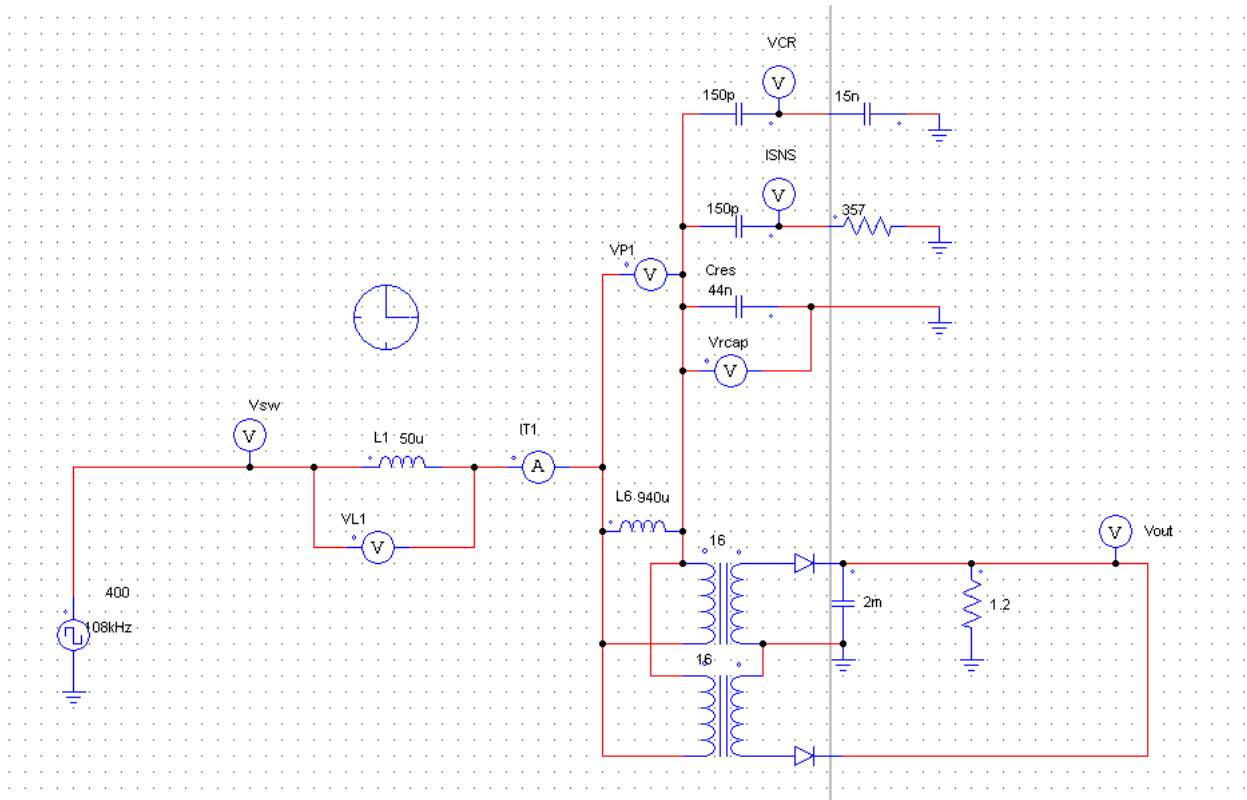 VCR
V
150p
15n
ISNS
V
150p
357
VP1
V
Cres
44n
Vrcap
V
Vsw
V
L1 50u
IT1
A
L6 940u
VL1
V
16
V
Vout
400
108kHz
2m
1.2
16